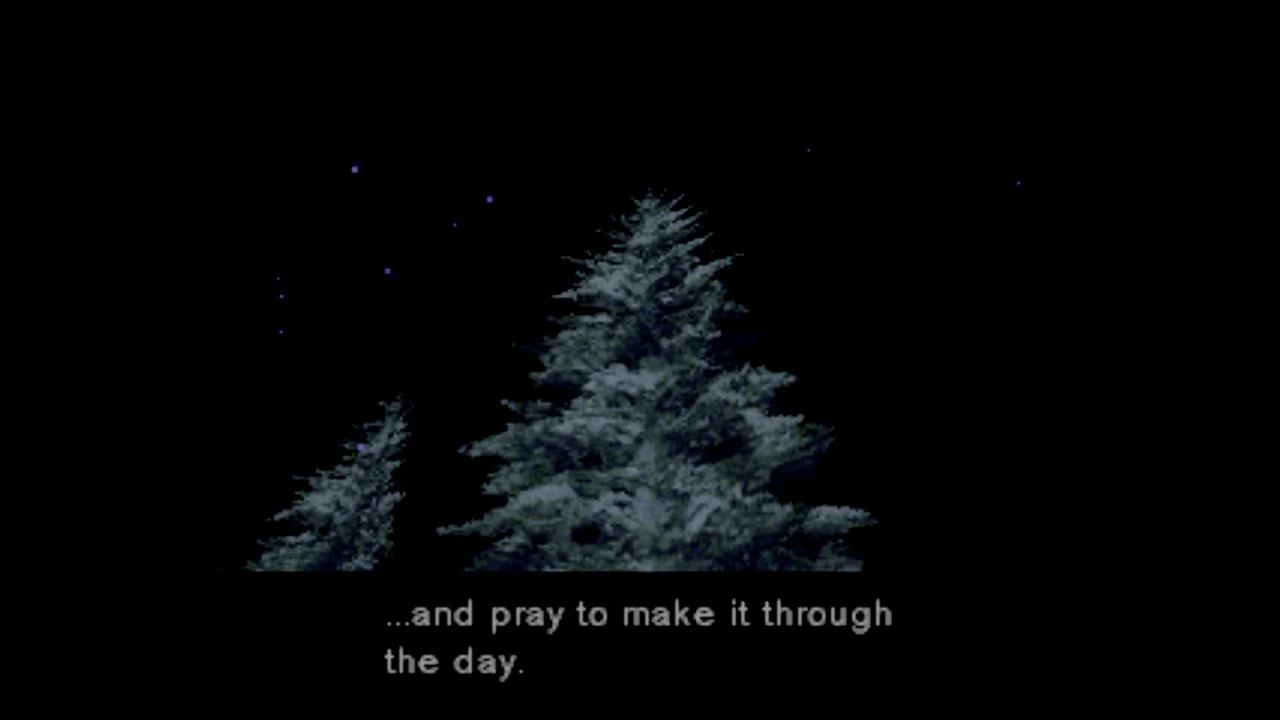 ...and pray to make it through
the day.